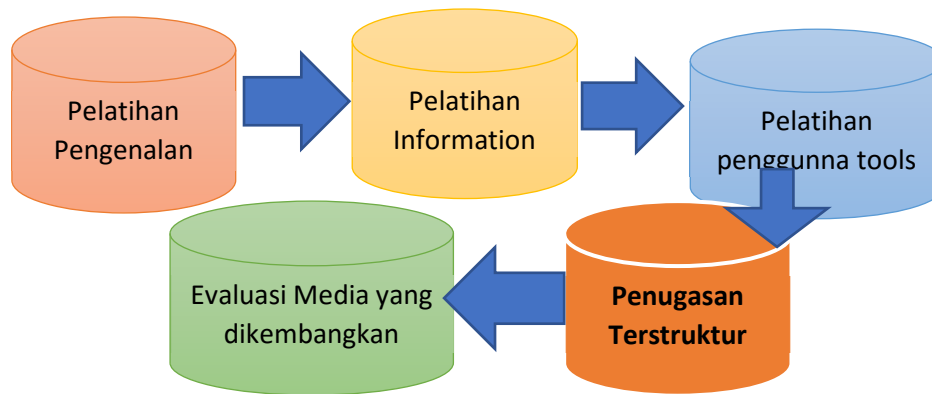 Pelatihan
Pengenalan
Pelatihan
Information
Pelatihan
penggunna tools
Penugasan
Terstruktur
Evaluasi Media yang
dikembangkan